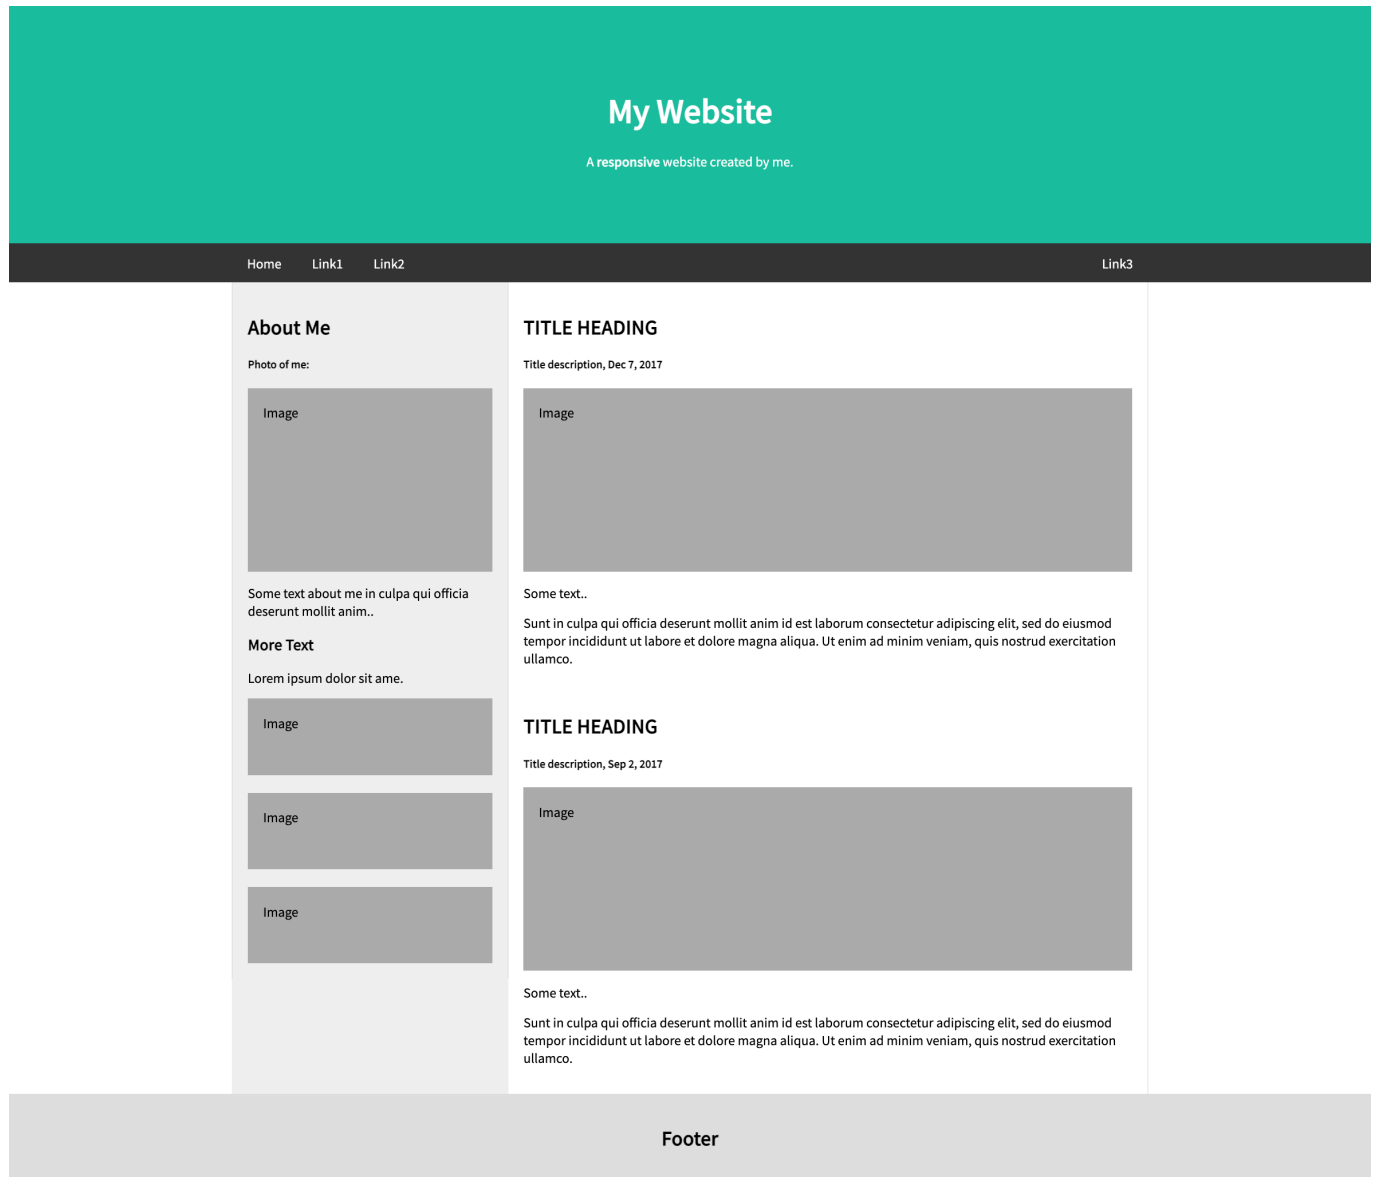 My Website
A responsive website created by me.
Home Link1 Link2 Link3
About Me
Photo of me:
Image
Some text about me in culpa qui officia
deserunt mollit anim..
More Text
Lorem ipsum dolor sit ame.
Image
Image
Image
TITLE HEADING
Title description, Dec 7, 2017
Image
Some text..
Sunt in culpa qui officia deserunt mollit anim id est laborum consectetur adipiscing elit, sed do eiusmod
tempor incididunt ut labore et dolore magna aliqua. Ut enim ad minim veniam, quis nostrud exercitation
ullamco.
TITLE HEADING
Title description, Sep 2, 2017
Image
Some text..
Sunt in culpa qui officia deserunt mollit anim id est laborum consectetur adipiscing elit, sed do eiusmod
tempor incididunt ut labore et dolore magna aliqua. Ut enim ad minim veniam, quis nostrud exercitation
ullamco.
Footer